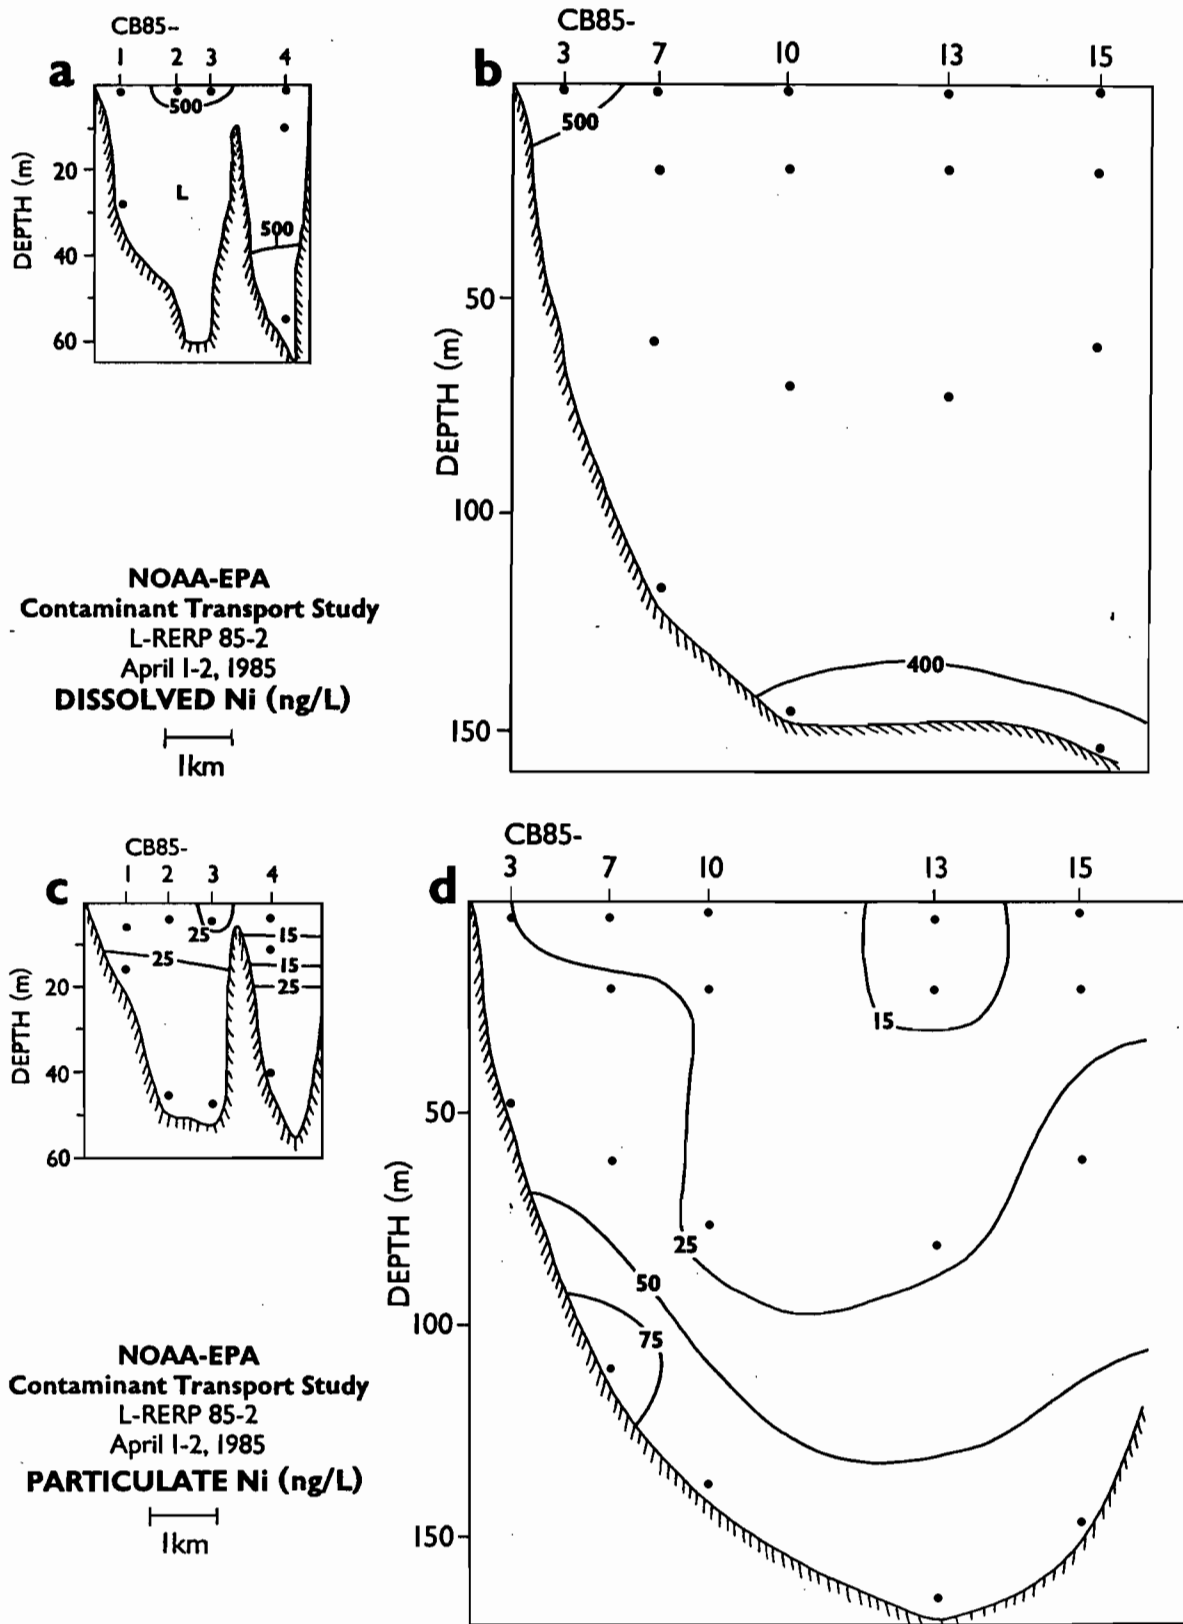 CB85-
1 2 3 4
a
500
L
500
DEPTH (m)
20
40
60
CB85-
3 7 10 13 15
b
500
DEPTH (m)
50
100
150
400
NOAA-EPA
Contaminant Transport Study
L-RERP 85-2
April 1-2, 1985
DISSOLVED Ni (ng/L)
1km
CB85-
1 2 3 4
c
25
15
25
15
25
DEPTH (m)
20
40
60
CB85-
3 7 10 13 15
d
15
25
50
75
DEPTH (m)
50
100
150
NOAA-EPA
Contaminant Transport Study
L-RERP 85-2
April 1-2, 1985
PARTICULATE Ni (ng/L)
1km